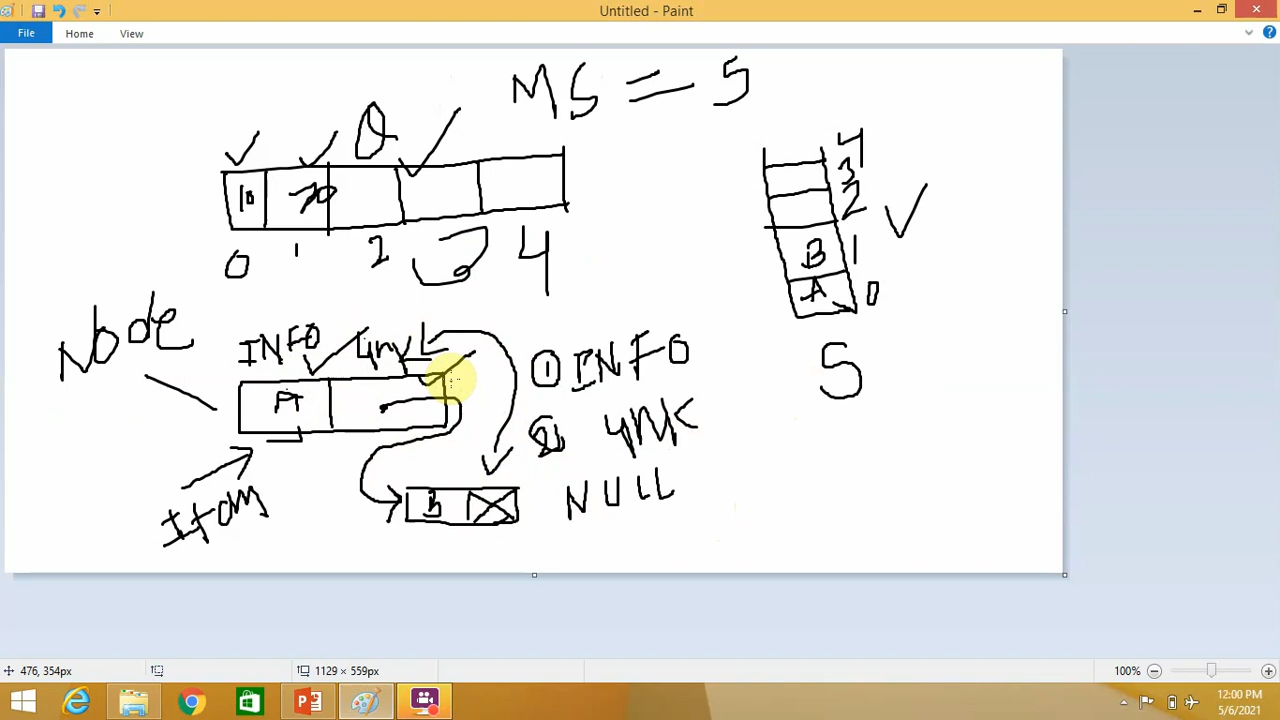 Untitled - Paint
File Home View
MS = 5
Q
10 20
0 1 2 3 4
4
3
2
B 1
A 0
5
Node
INFO Link
A
Item
B
① INFO
② LINK
NULL
476, 354px
1129 × 559px
100%
12:00 PM
5/6/2021